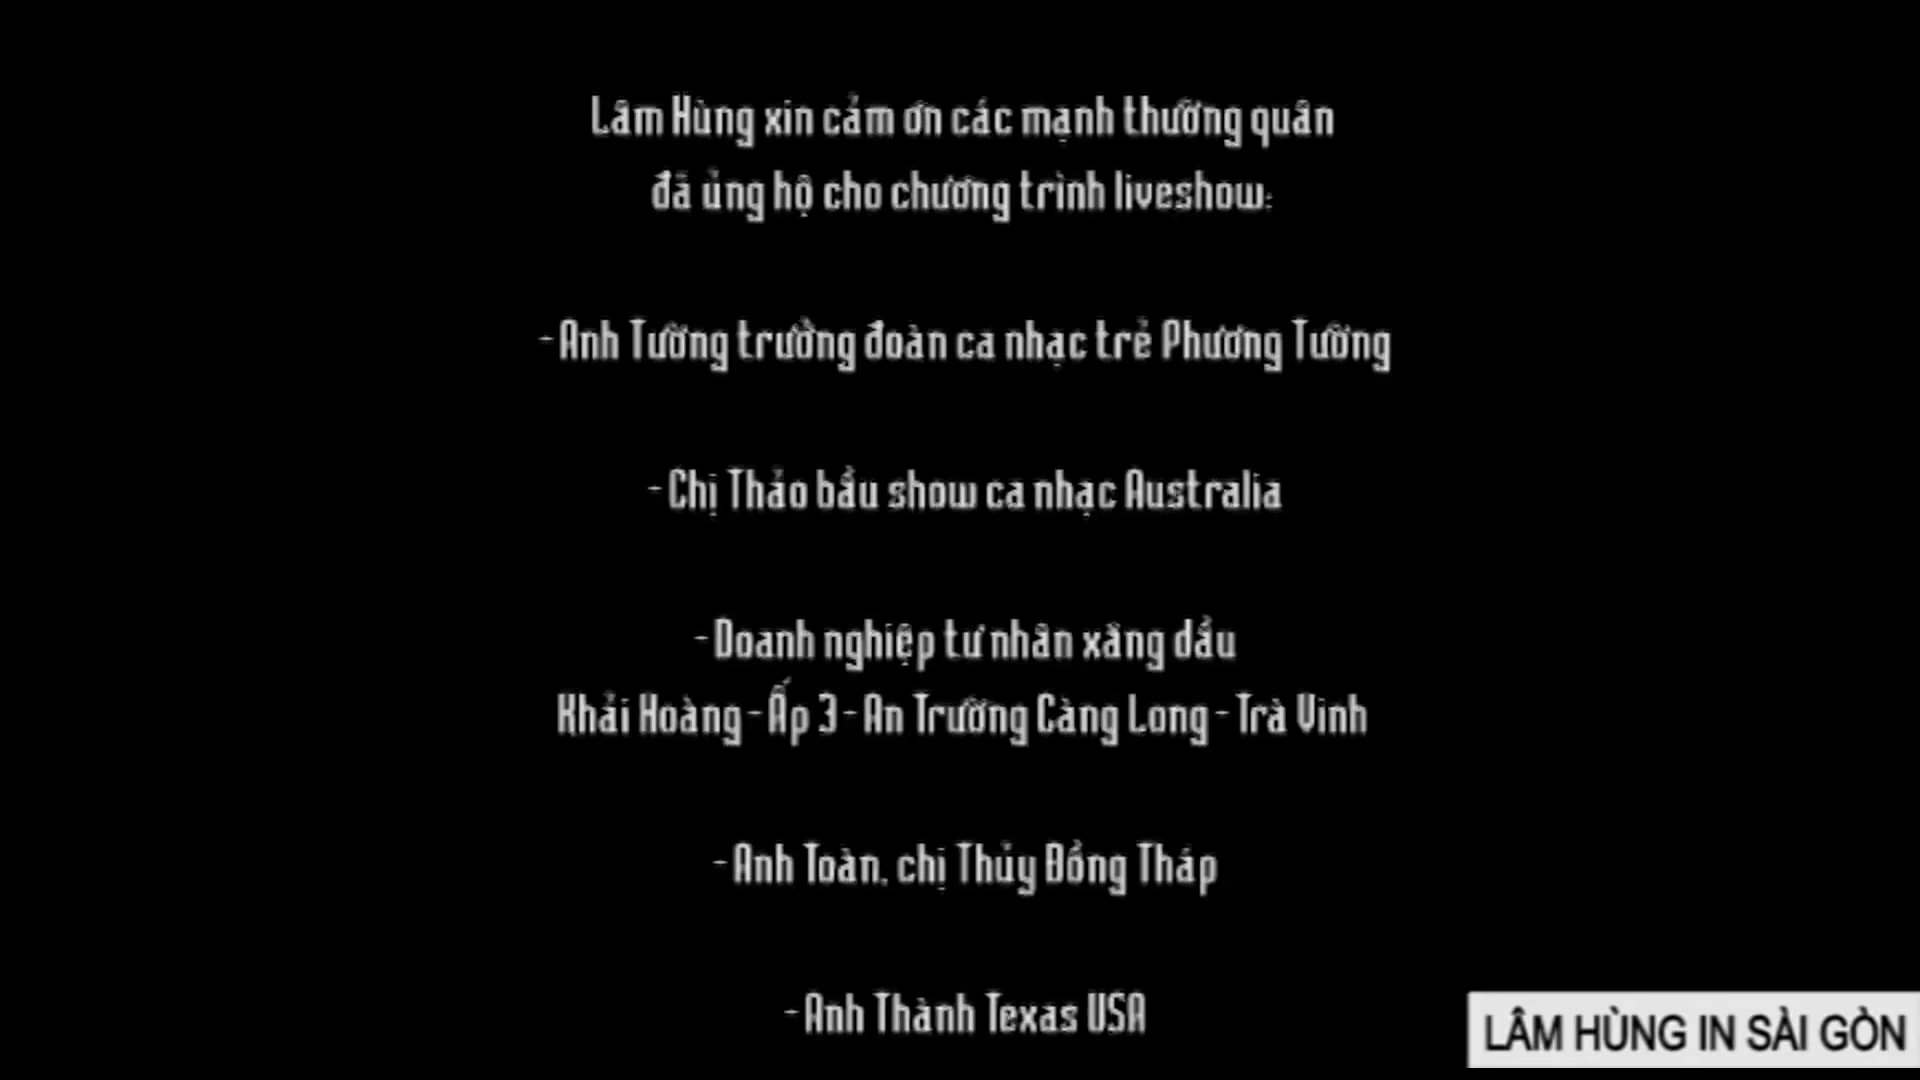 Lâm Hùng xin cảm ơn các mạnh thường quân
đã ủng hộ cho chương trình liveshow:
- Anh Tường trưởng đoàn ca nhạc trẻ Phương Tường
- Chị Thảo bầu show ca nhạc Australia
- Doanh nghiệp tư nhân xăng dầu
Khải Hoàng - Ấp 3 - An Trường Càng Long - Trà Vinh
- Anh Toàn, chị Thủy Đồng Tháp
- Anh Thành Texas USA
LÂM HÙNG IN SÀI GÒN